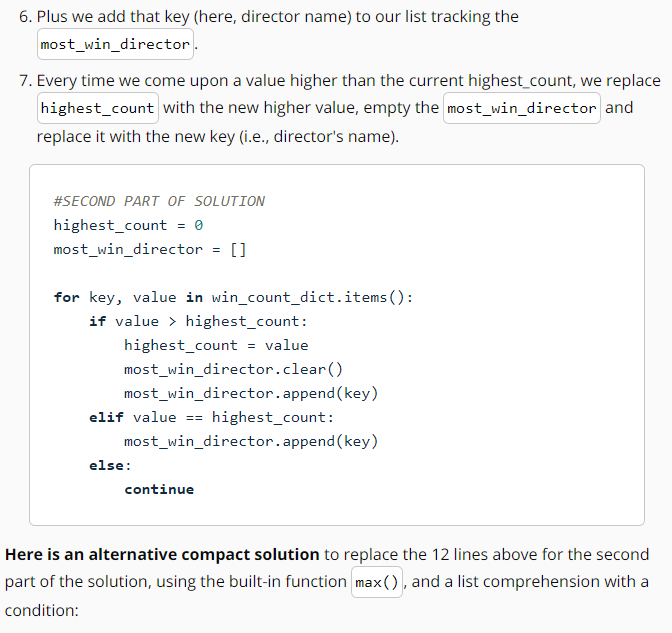 6. Plus we add that key (here, director name) to our list tracking the
most_win_director.
7. Every time we come upon a value higher than the current highest_count, we replace
highest_count with the new higher value, empty the most_win_director and
replace it with the new key (i.e., director's name).
#SECOND PART OF SOLUTION
highest_count = 0
most_win_director = []
for key, value in win_count_dict.items():
    if value > highest_count:
        highest_count = value
        most_win_director.clear()
        most_win_director.append(key)
    elif value == highest_count:
        most_win_director.append(key)
    else:
        continue
Here is an alternative compact solution to replace the 12 lines above for the second
part of the solution, using the built-in function max(), and a list comprehension with a
condition: